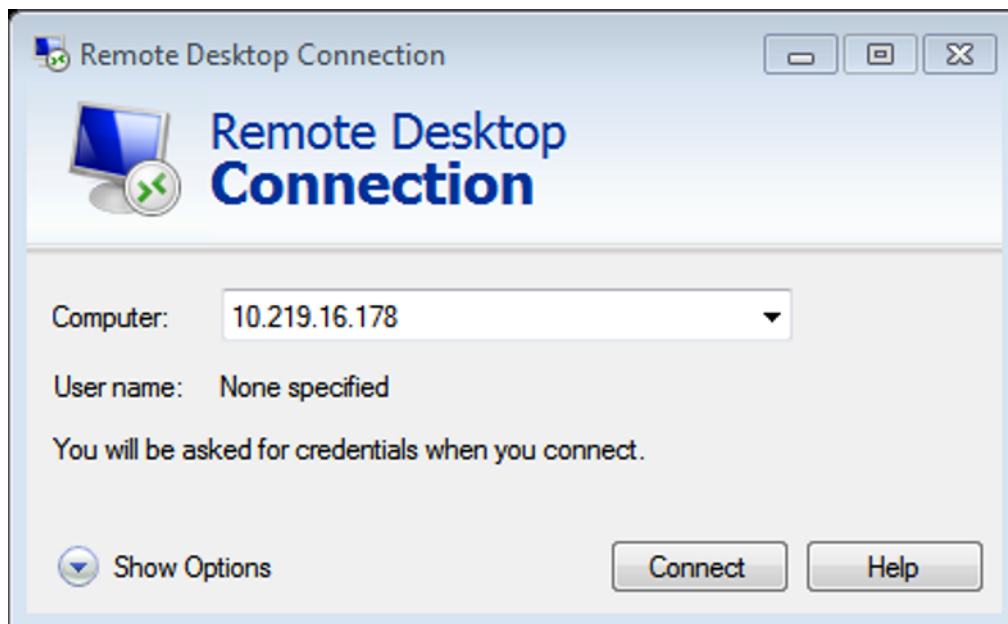 Remote Desktop Connection
Remote Desktop
Connection
Computer: 10.219.16.178
User name: None specified
You will be asked for credentials when you connect.
Show Options Connect Help